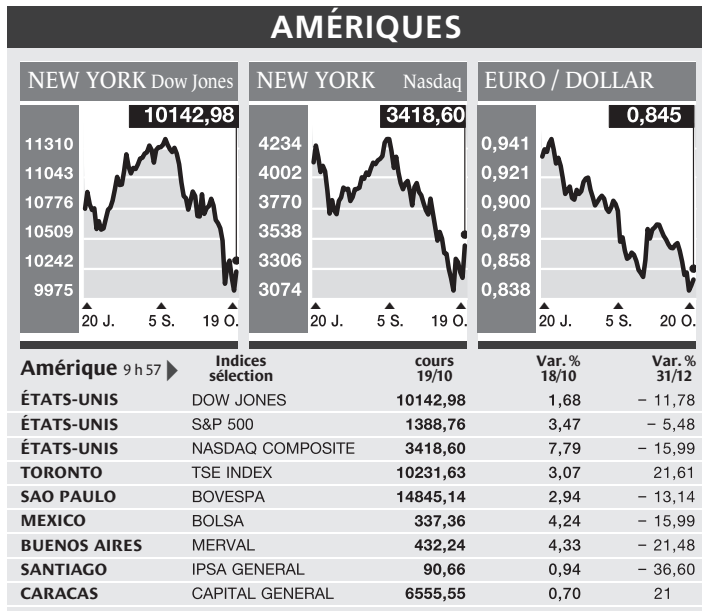 AMÉRIQUES
NEW YORK Dow Jones
10142,98
11310
11043
10776
10509
10242
9975
20 J. 5 S. 19 O.
NEW YORK Nasdaq
3418,60
4234
4002
3770
3538
3306
3074
20 J. 5 S. 19 O.
EURO / DOLLAR
0,845
0,941
0,921
0,900
0,879
0,858
0,838
20 J. 5 S. 20 O.
Amérique 9 h 57 Indices sélection cours 19/10 Var. % 18/10 Var. % 31/12
ÉTATS-UNIS DOW JONES 10142,98 1,68 – 11,78
ÉTATS-UNIS S&P 500 1388,76 3,47 – 5,48
ÉTATS-UNIS NASDAQ COMPOSITE 3418,60 7,79 – 15,99
TORONTO TSE INDEX 10231,63 3,07 21,61
SAO PAULO BOVESPA 14845,14 2,94 – 13,14
MEXICO BOLSA 337,36 4,24 – 15,99
BUENOS AIRES MERVAL 432,24 4,33 – 21,48
SANTIAGO IPSA GENERAL 90,66 0,94 – 36,60
CARACAS CAPITAL GENERAL 6555,55 0,70 21